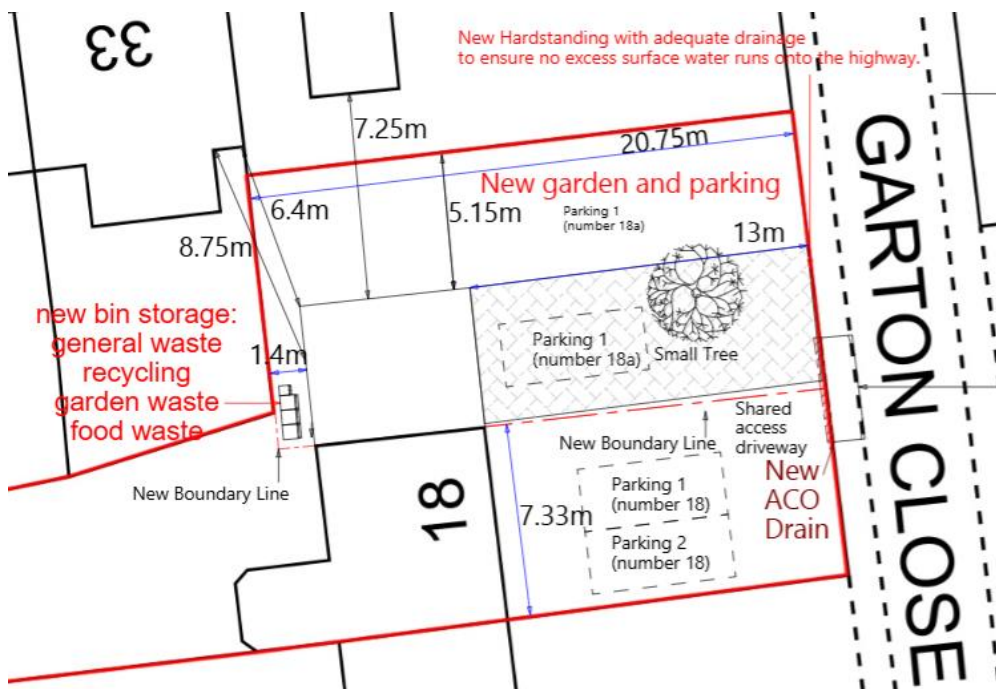 33
New Hardstanding with adequate drainage
to ensure no excess surface water runs onto the highway.
7.25m
20.75m
New garden and parking
6.4m
5.15m
Parking 1
(number 18a)
8.75m
13m
GARTON CLOSE
new bin storage:
general waste
recycling
garden waste
food waste
1.4m
Parking 1
(number 18a)
Small Tree
New Boundary Line
Shared
access
driveway
New Boundary Line
18
7.33m
Parking 1
(number 18)
Parking 2
(number 18)
New
ACO
Drain